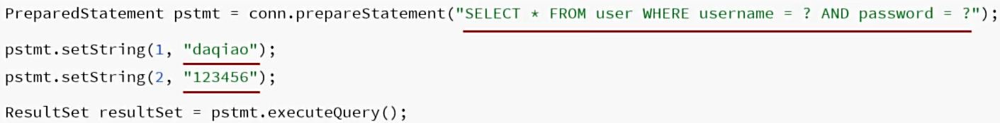 PreparedStatement pstmt = conn.prepareStatement("SELECT * FROM user WHERE username = ? AND password = ?");
pstmt.setString(1, "daqiao");
pstmt.setString(2, "123456");
ResultSet resultSet = pstmt.executeQuery();